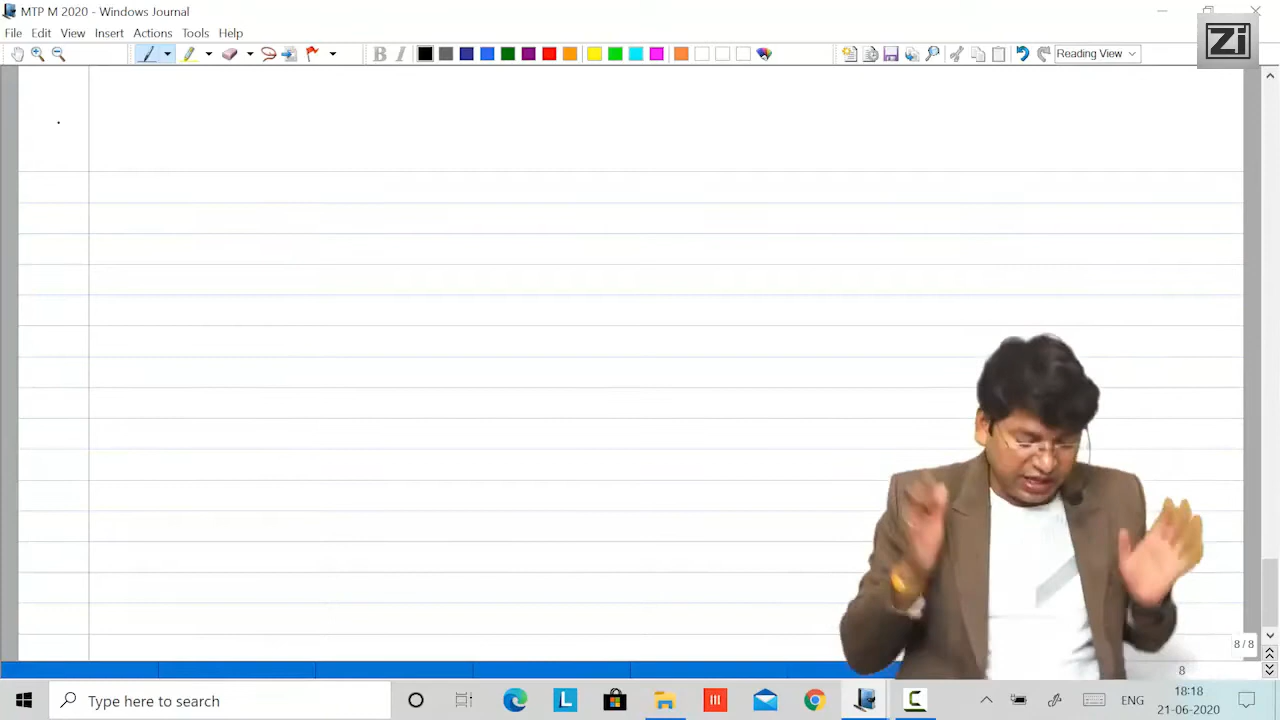 MTP M 2020 - Windows Journal
File Edit View Insert Actions Tools Help
B I
Reading View
Zi
8 / 8
8
Type here to search
L
ENG
18:18
21-06-2020